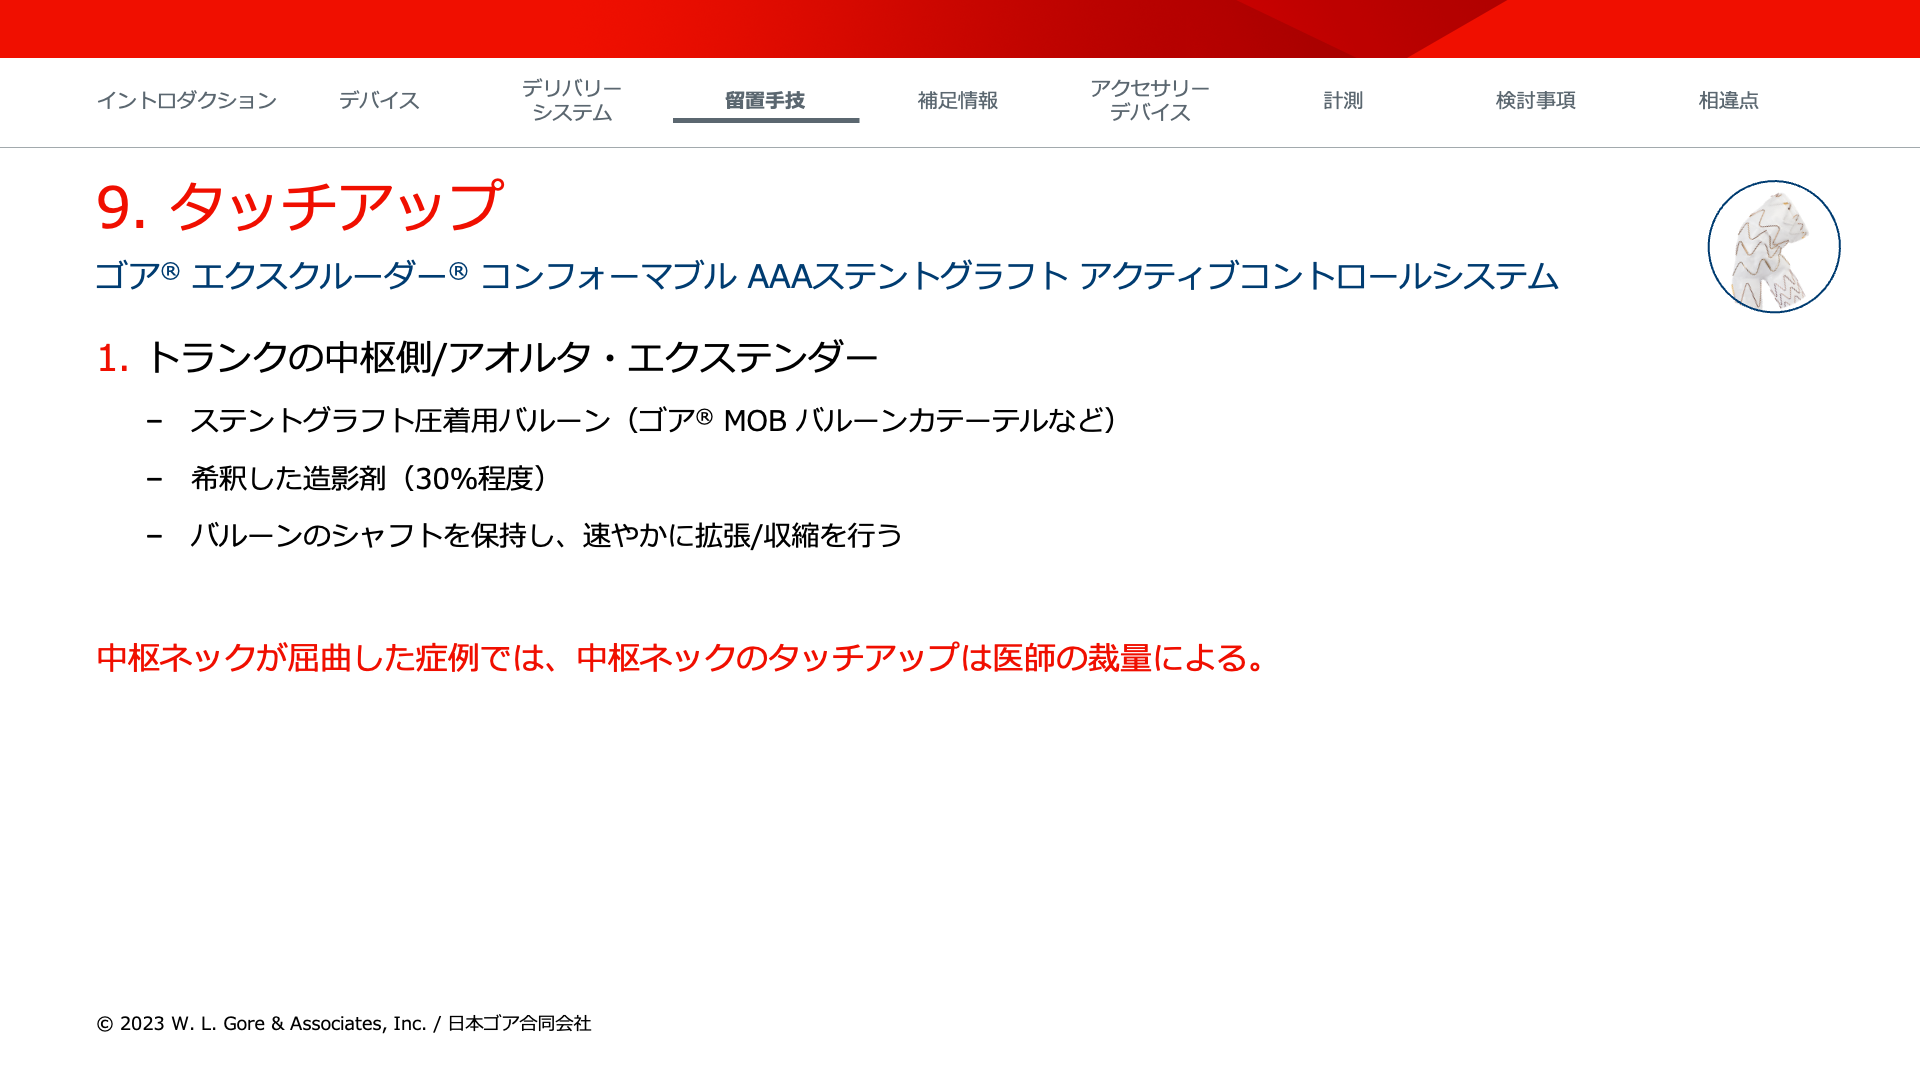 イントロダクション
デバイス
デリバリー
システム
留置手技
補足情報
アクセサリー
デバイス
計測
検討事項
相違点
9. タッチアップ
ゴア® エクスクルーダー® コンフォーマブル AAAステントグラフト アクティブコントロールシステム
1. トランクの中枢側/アオルタ・エクステンダー
– ステントグラフト圧着用バルーン（ゴア® MOB バルーンカテーテルなど）
– 希釈した造影剤（30%程度）
– バルーンのシャフトを保持し、速やかに拡張/収縮を行う
中枢ネックが屈曲した症例では、中枢ネックのタッチアップは医師の裁量による。
© 2023 W. L. Gore & Associates, Inc. / 日本ゴア合同会社